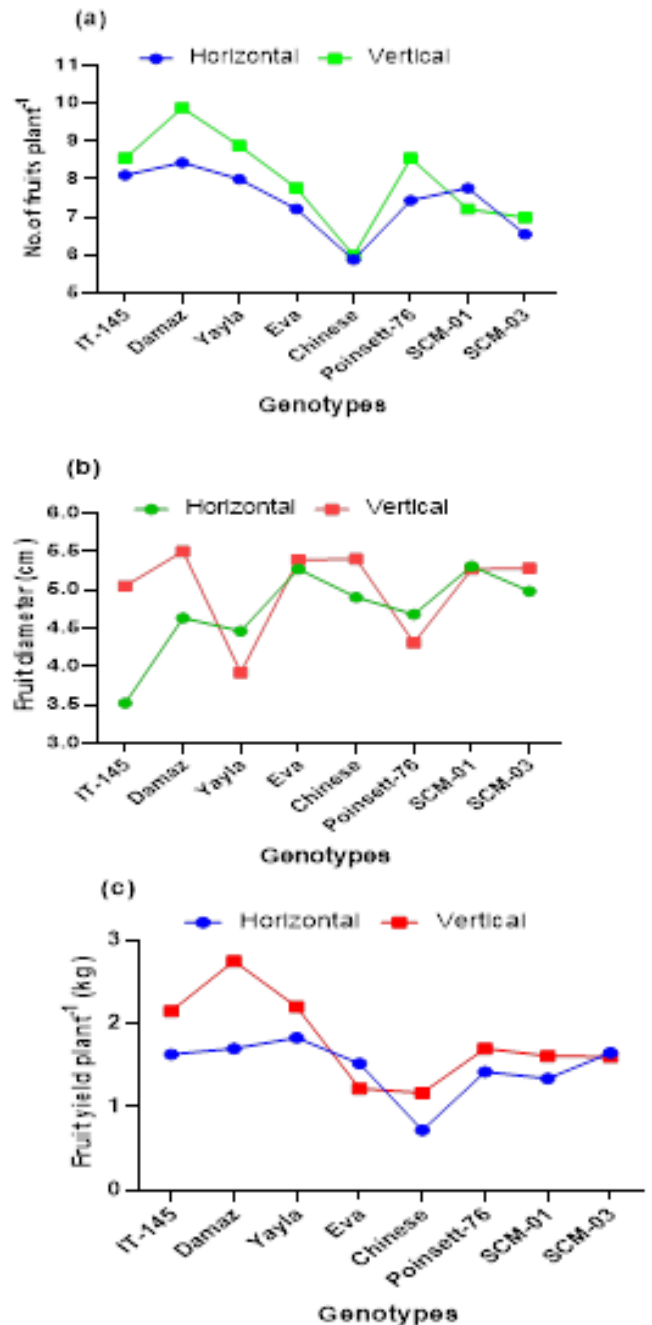 (a)
Horizontal Vertical
No.of fruits plant⁻¹
11
10
9
8
7
6
5
IT-145 Damaz Yayla Eva Chinese Poinsett-76 SCM-01 SCM-03
Genotypes
(b)
Horizontal Vertical
Fruit diameter (cm)
6.0
5.5
5.0
4.5
4.0
3.5
3.0
IT-145 Damaz Yayla Eva Chinese Poinsett-76 SCM-01 SCM-03
Genotypes
(c)
Horizontal Vertical
Fruit yield plant⁻¹ (kg)
3
2
1
0
IT-145 Damaz Yayla Eva Chinese Poinsett-76 SCM-01 SCM-03
Genotypes